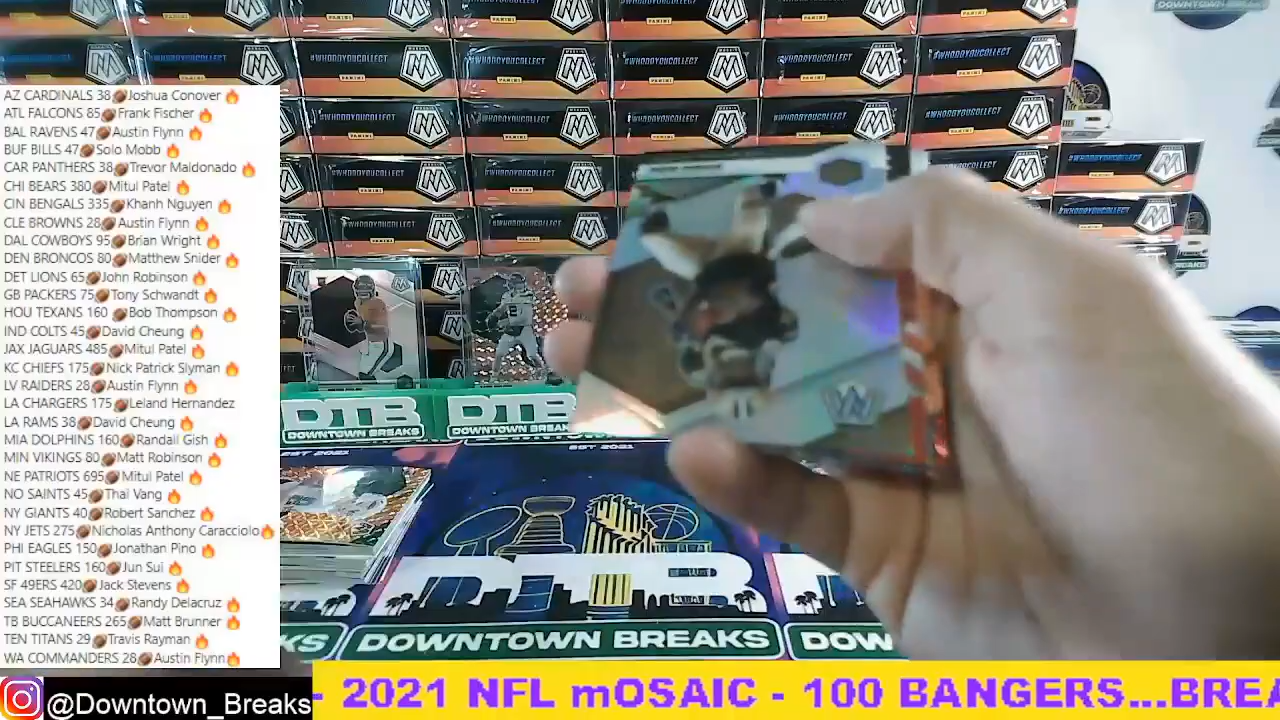 #WHODOYOUCOLLECT
PANINI
AZ CARDINALS 38🏈Joshua Conover 🔥
ATL FALCONS 85🏈Frank Fischer 🔥
BAL RAVENS 47🏈Austin Flynn 🔥
BUF BILLS 47🏈Solo Mobb 🔥
CAR PANTHERS 38🏈Trevor Maldonado 🔥
CHI BEARS 380🏈Mitul Patel 🔥
CIN BENGALS 335🏈Khanh Nguyen 🔥
CLE BROWNS 28🏈Austin Flynn 🔥
DAL COWBOYS 95🏈Brian Wright 🔥
DEN BRONCOS 80🏈Matthew Snider 🔥
DET LIONS 65🏈John Robinson 🔥
GB PACKERS 75🏈Tony Schwandt 🔥
HOU TEXANS 160 🏈Bob Thompson 🔥
IND COLTS 45🏈David Cheung 🔥
JAX JAGUARS 485🏈Mitul Patel 🔥
KC CHIEFS 175🏈Nick Patrick Slyman 🔥
LV RAIDERS 28🏈Austin Flynn 🔥
LA CHARGERS 175🏈Leland Hernandez
LA RAMS 38🏈David Cheung 🔥
MIA DOLPHINS 160🏈Randall Gish 🔥
MIN VIKINGS 80🏈Matt Robinson 🔥
NE PATRIOTS 695🏈Mitul Patel 🔥
NO SAINTS 45🏈Thai Vang 🔥
NY GIANTS 40🏈Robert Sanchez 🔥
NY JETS 275🏈Nicholas Anthony Caracciolo🔥
PHI EAGLES 150🏈Jonathan Pino 🔥
PIT STEELERS 160🏈Jun Sui 🔥
SF 49ERS 420🏈Jack Stevens 🔥
SEA SEAHAWKS 34🏈Randy Delacruz 🔥
TB BUCCANEERS 265🏈Matt Brunner 🔥
TEN TITANS 29🏈Travis Rayman 🔥
WA COMMANDERS 28🏈Austin Flynn🔥
DTB
DOWNTOWN BREAKS
DTB
DOWNTOWN BREAKS
EST 2021
DTB
DOWNTOWN BREAKS
@Downtown_Breaks
- 2021 NFL mOSAIC - 100 BANGERS...BREA